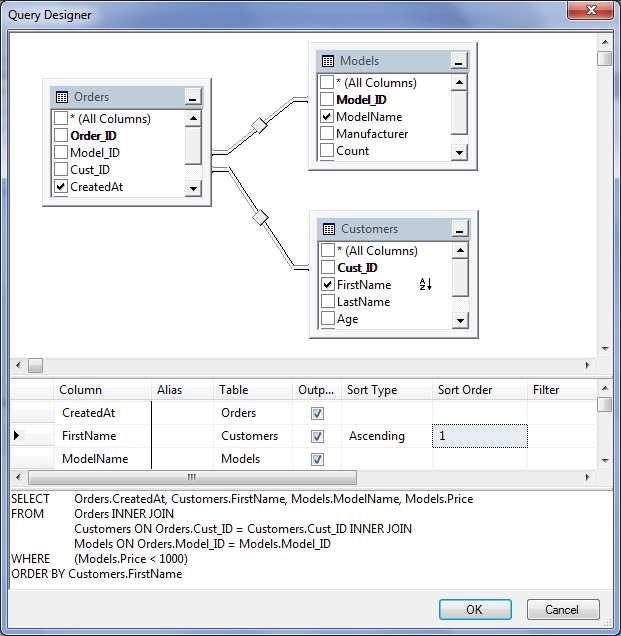 Query Designer
Orders
* (All Columns)
Order_ID
Model_ID
Cust_ID
CreatedAt
Models
* (All Columns)
Model_ID
ModelName
Manufacturer
Count
Customers
* (All Columns)
Cust_ID
FirstName
LastName
Age
Column Alias Table Outp... Sort Type Sort Order Filter
CreatedAt Orders
FirstName Customers Ascending 1
ModelName Models
SELECT Orders.CreatedAt, Customers.FirstName, Models.ModelName, Models.Price
FROM Orders INNER JOIN
Customers ON Orders.Cust_ID = Customers.Cust_ID INNER JOIN
Models ON Orders.Model_ID = Models.Model_ID
WHERE (Models.Price < 1000)
ORDER BY Customers.FirstName
OK Cancel